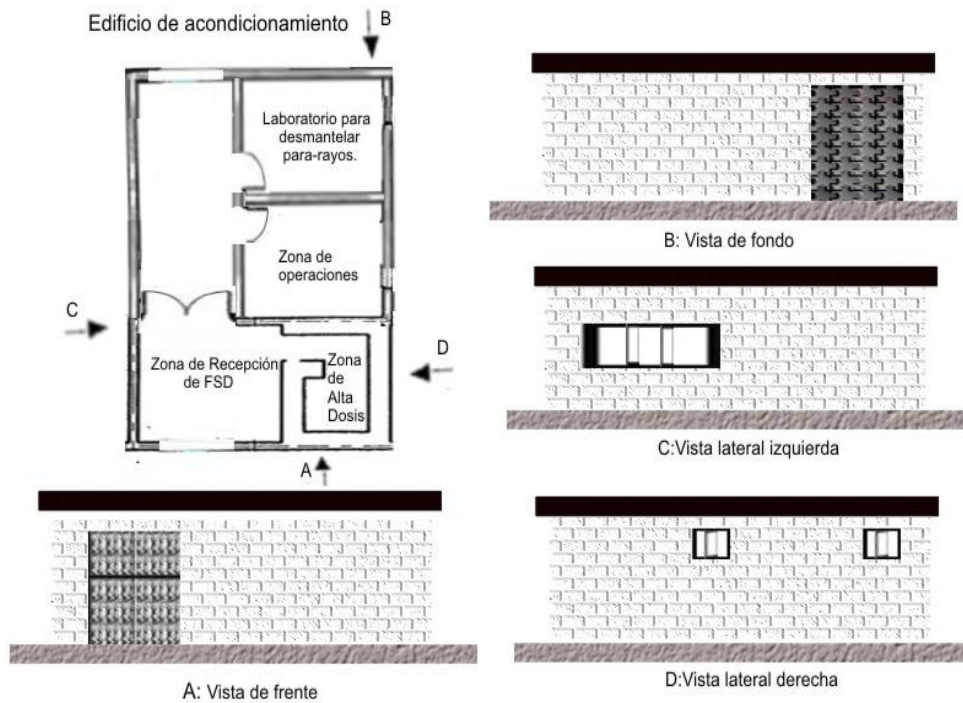 Edificio de acondicionamiento
B
Laboratorio para
desmantelar
para-rayos.
Zona de
operaciones
C
D
Zona de Recepción
de FSD
Zona
de
Alta
Dosis
A
B: Vista de fondo
C:Vista lateral izquierda
A: Vista de frente
D:Vista lateral derecha